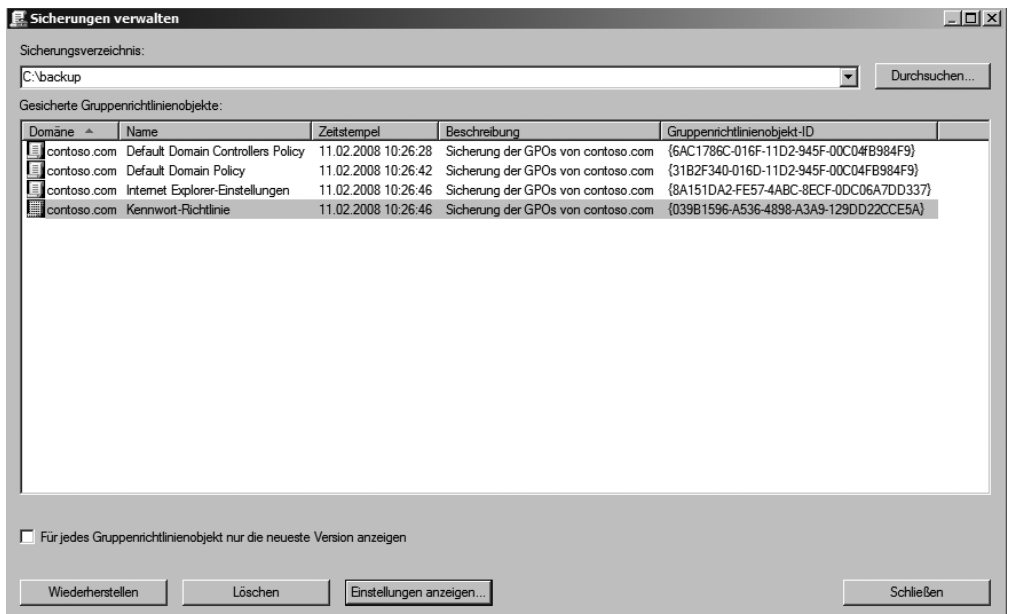 Sicherungen verwalten
Sicherungsverzeichnis:
C:\backup
Durchsuchen...
Gesicherte Gruppenrichtlinienobjekte:
Domäne Name Zeitstempel Beschreibung Gruppenrichtlinienobjekt-ID
contoso.com Default Domain Controllers Policy 11.02.2008 10:26:28 Sicherung der GPOs von contoso.com {6AC1786C-016F-11D2-945F-00C04fB984F9}
contoso.com Default Domain Policy 11.02.2008 10:26:42 Sicherung der GPOs von contoso.com {31B2F340-016D-11D2-945F-00C04FB984F9}
contoso.com Internet Explorer-Einstellungen 11.02.2008 10:26:46 Sicherung der GPOs von contoso.com {8A151DA2-FE57-4ABC-8ECF-0DC06A7DD337}
contoso.com Kennwort-Richtlinie 11.02.2008 10:26:46 Sicherung der GPOs von contoso.com {039B1596-A536-4898-A3A9-129DD22CCE5A}
Für jedes Gruppenrichtlinienobjekt nur die neueste Version anzeigen
Wiederherstellen Löschen Einstellungen anzeigen... Schließen